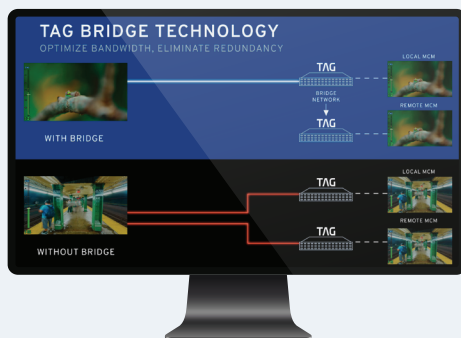 TAG BRIDGE TECHNOLOGY
OPTIMIZE BANDWIDTH, ELIMINATE REDUNDANCY
WITH BRIDGE
TAG
BRIDGE
NETWORK
TAG
LOCAL MCM
REMOTE MCM
WITHOUT BRIDGE
TAG
TAG
LOCAL MCM
REMOTE MCM